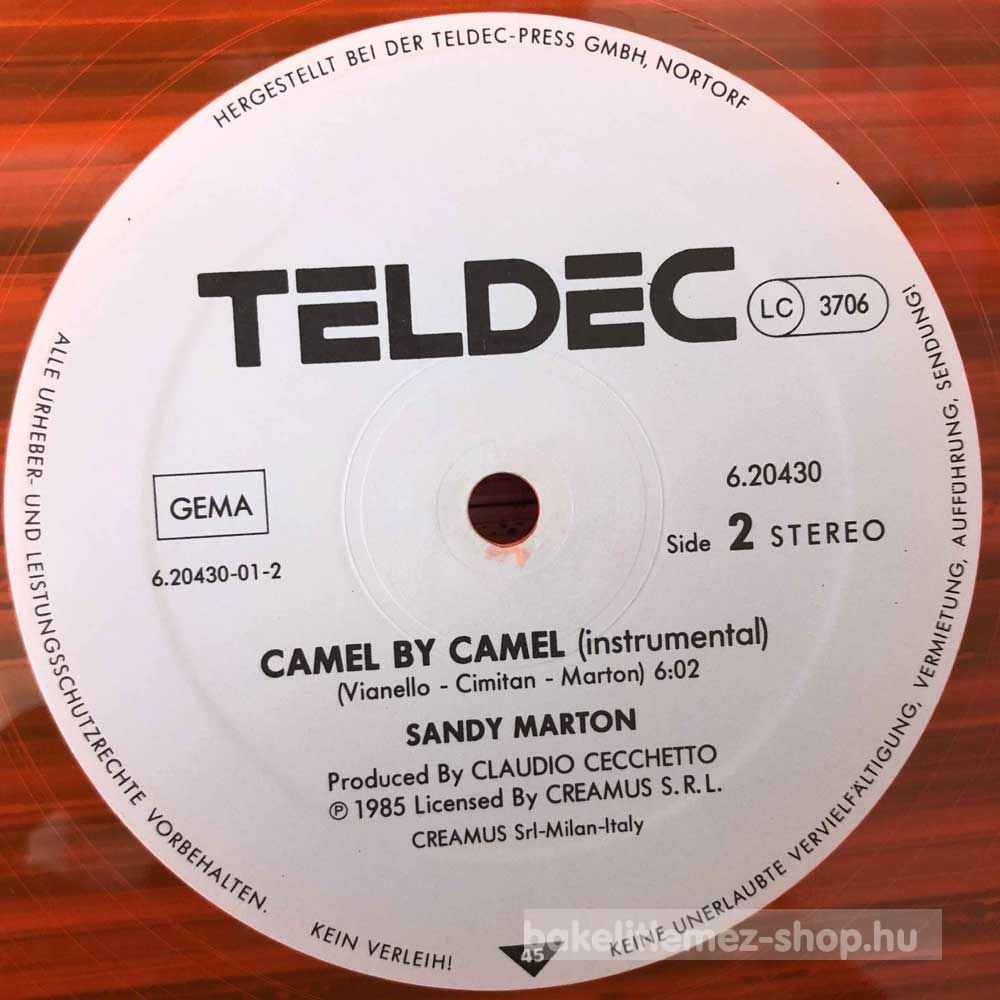 HERGESTELLT BEI DER TELDEC-PRESS GMBH, NORTORF
TELDEC
LC 3706
GEMA
6.20430-01-2
6.20430
Side 2 STEREO
CAMEL BY CAMEL (instrumental)
(Vianello - Cimitan - Marton) 6:02
SANDY MARTON
Produced By CLAUDIO CECCHETTO
℗ 1985 Licensed By CREAMUS S.R.L.
CREAMUS Srl-Milan-Italy
ALLE URHEBER- UND LEISTUNGSSCHUTZRECHTE VORBEHALTEN.
KEIN VERLEIH!
45
KEINE UNERLAUBTE VERVIELFÄLTIGUNG, VERMIETUNG, AUFFÜHRUNG, SENDUNG!
bakelitlemez-shop.hu